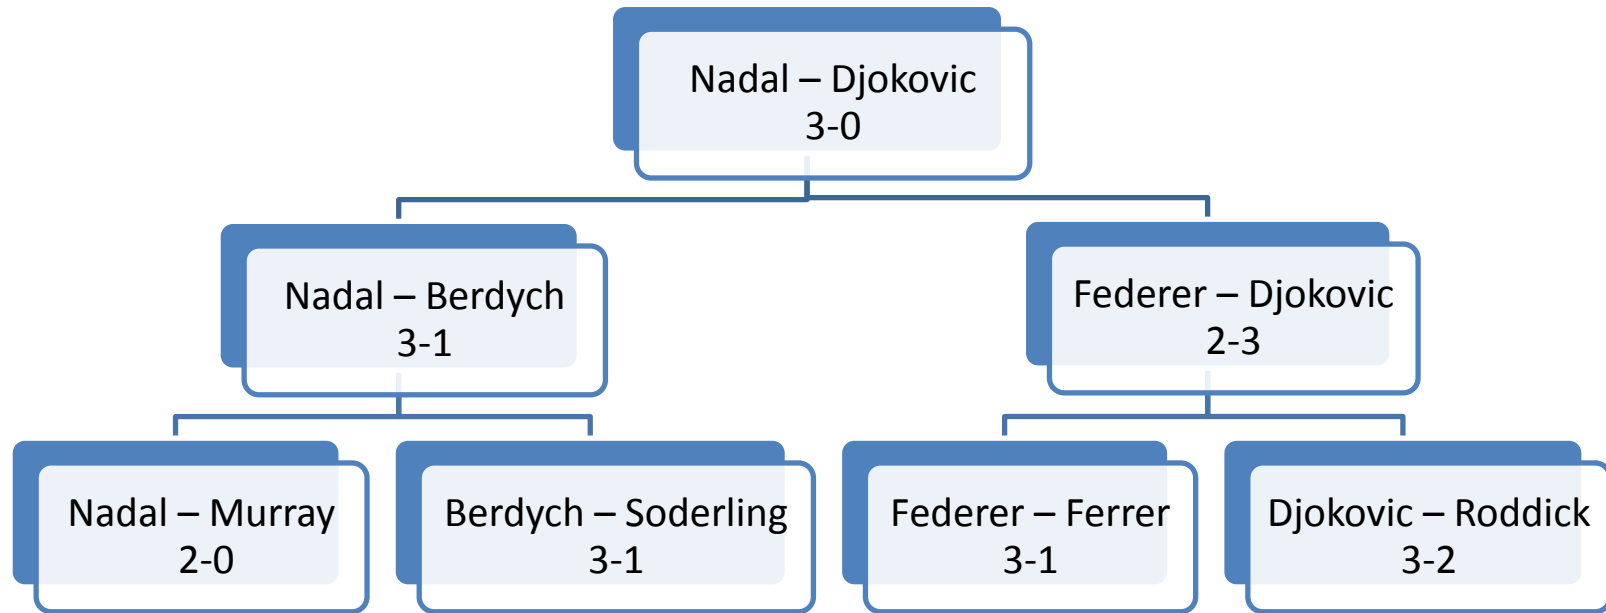 Nadal – Djokovic
3-0
Nadal – Berdych
3-1
Federer – Djokovic
2-3
Nadal – Murray
2-0
Berdych – Soderling
3-1
Federer – Ferrer
3-1
Djokovic – Roddick
3-2